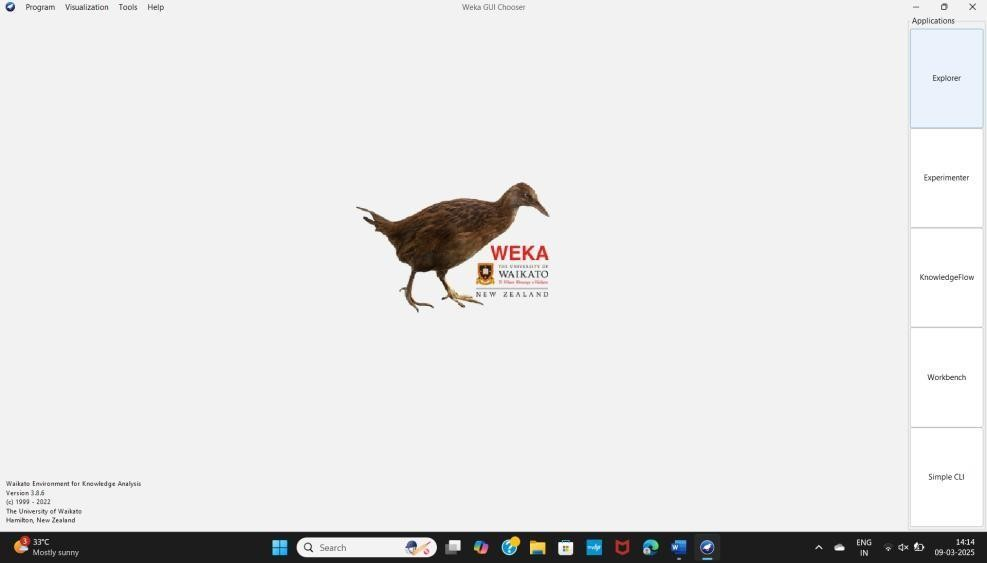 Program Visualization Tools Help
Weka GUI Chooser
Applications
Explorer
Experimenter
KnowledgeFlow
Workbench
Simple CLI
WEKA
THE UNIVERSITY OF
WAIKATO
NEW ZEALAND
Waikato Environment for Knowledge Analysis
Version 3.8.6
(c) 1999 - 2022
The University of Waikato
Hamilton, New Zealand
3
33°C
Mostly sunny
Search
ENG
IN
14:14
09-03-2025